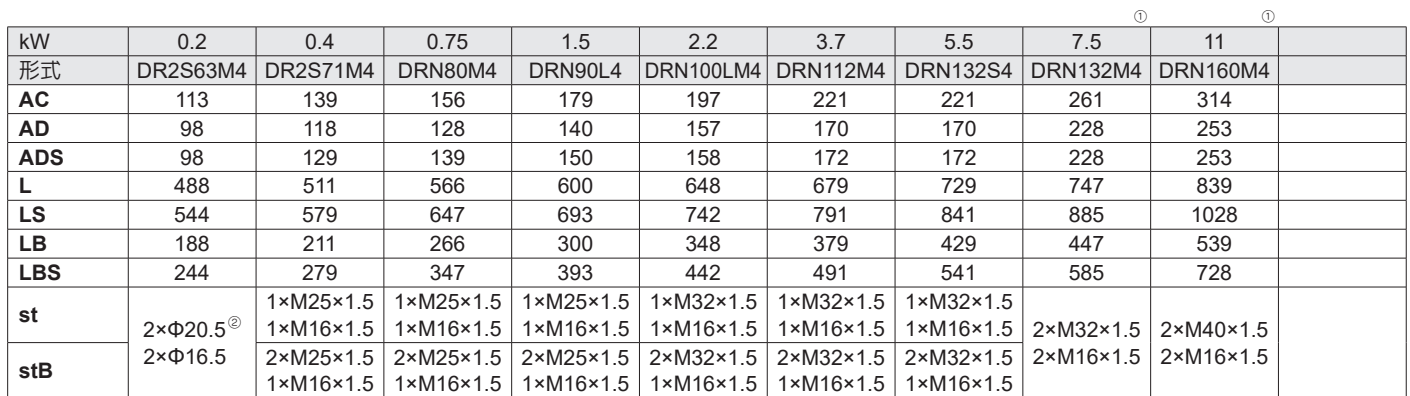 ① ①
kW 0.2 0.4 0.75 1.5 2.2 3.7 5.5 7.5 11
形式 DR2S63M4 DR2S71M4 DRN80M4 DRN90L4 DRN100LM4 DRN112M4 DRN132S4 DRN132M4 DRN160M4
AC 113 139 156 179 197 221 221 261 314
AD 98 118 128 140 157 170 170 228 253
ADS 98 129 139 150 158 172 172 228 253
L 488 511 566 600 648 679 729 747 839
LS 544 579 647 693 742 791 841 885 1028
LB 188 211 266 300 348 379 429 447 539
LBS 244 279 347 393 442 491 541 585 728
st 1×M25×1.5 1×M25×1.5 1×M25×1.5 1×M32×1.5 1×M32×1.5 1×M32×1.5
1×M16×1.5 1×M16×1.5 1×M16×1.5 1×M16×1.5 1×M16×1.5 1×M16×1.5
2×Φ20.5② 2×M32×1.5 2×M40×1.5
2×Φ16.5 2×M16×1.5 2×M16×1.5
stB 2×M25×1.5 2×M25×1.5 2×M25×1.5 2×M32×1.5 2×M32×1.5 2×M32×1.5
1×M16×1.5 1×M16×1.5 1×M16×1.5 1×M16×1.5 1×M16×1.5 1×M16×1.5